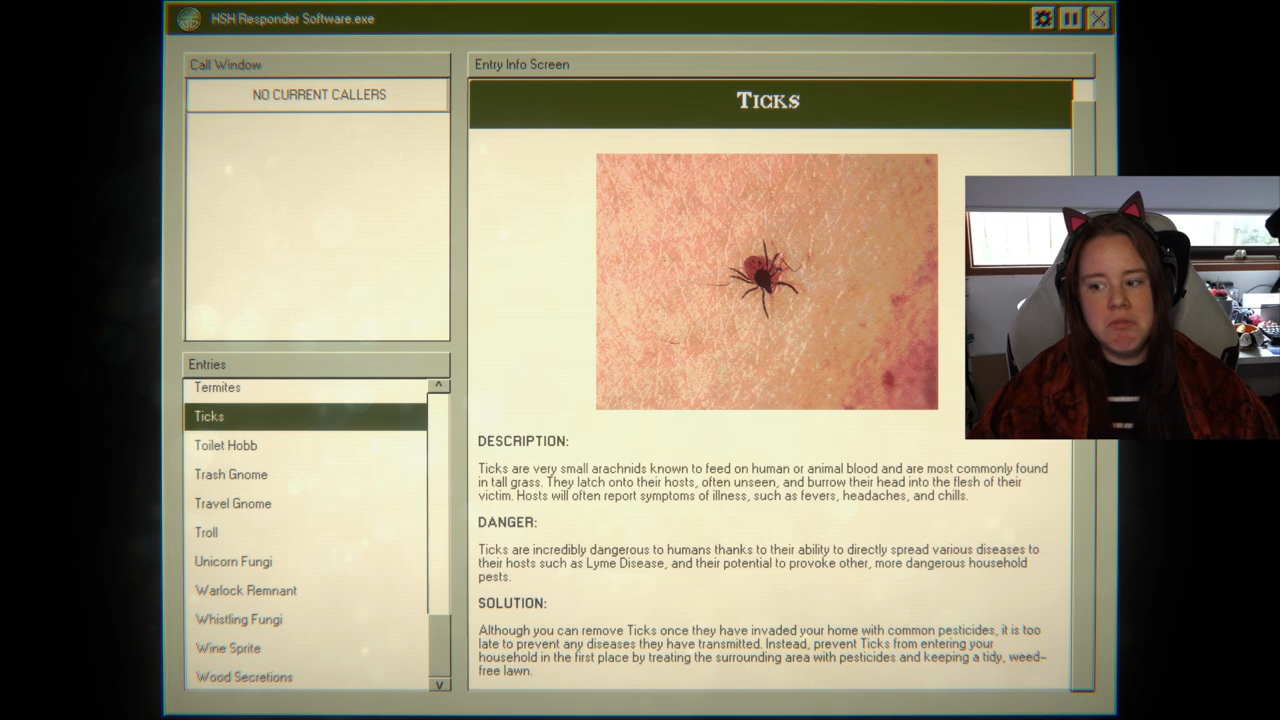 HSH Responder Software.exe
Call Window
NO CURRENT CALLERS
Entries
Termites
Ticks
Toilet Hobb
Trash Gnome
Travel Gnome
Troll
Unicorn Fungi
Warlock Remnant
Whistling Fungi
Wine Sprite
Wood Secretions
Entry Info Screen
Ticks
DESCRIPTION:
Ticks are very small arachnids known to feed on human or animal blood and are most commonly found
in tall grass. They latch onto their hosts, often unseen, and burrow their head into the flesh of their
victim. Hosts will often report symptoms of illness, such as fevers, headaches, and chills.
DANGER:
Ticks are incredibly dangerous to humans thanks to their ability to directly spread various diseases to
their hosts such as Lyme Disease, and their potential to provoke other, more dangerous household
pests.
SOLUTION:
Although you can remove Ticks once they have invaded your home with common pesticides, it is too
late to prevent any diseases they have transmitted. Instead, prevent Ticks from entering your
household in the first place by treating the surrounding area with pesticides and keeping a tidy, weed-
free lawn.